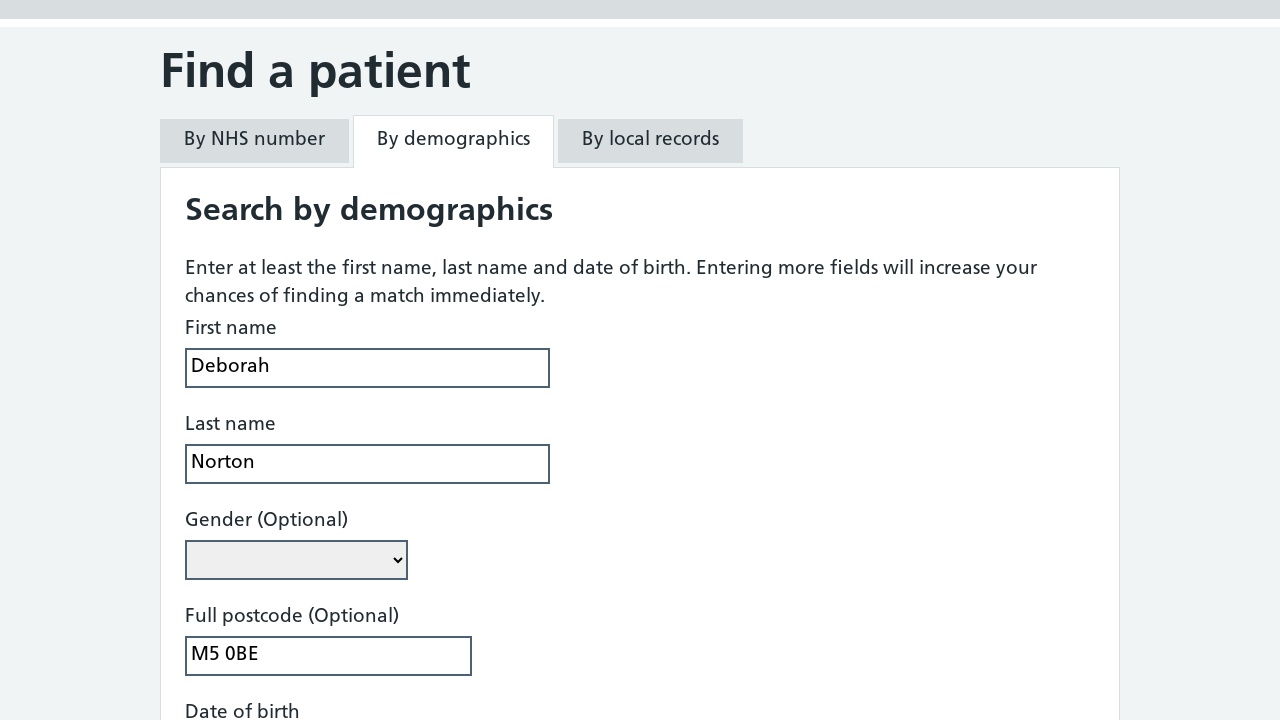 Find a patient
By NHS number
By demographics
By local records
Search by demographics
Enter at least the first name, last name and date of birth. Entering more fields will increase your
chances of finding a match immediately.
First name
Deborah
Last name
Norton
Gender (Optional)
Full postcode (Optional)
M5 0BE
Date of birth